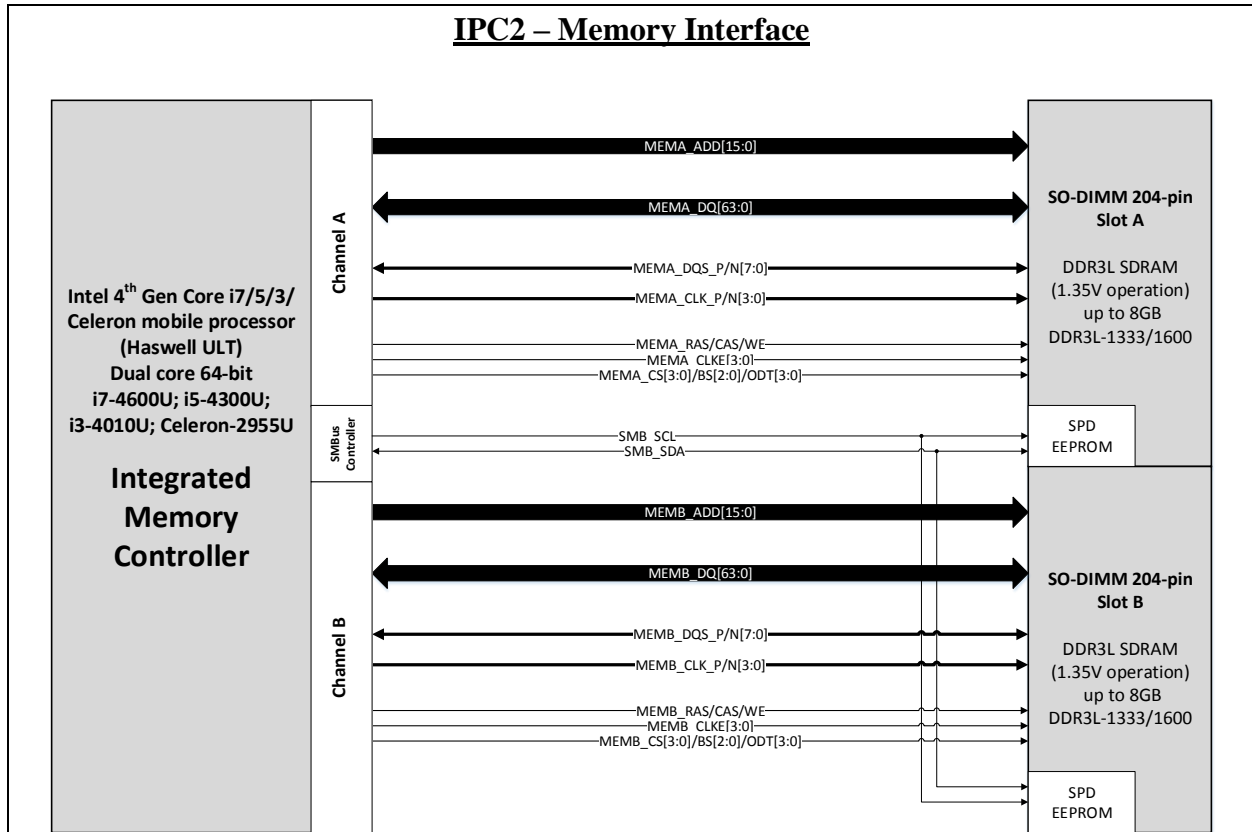 IPC2 – Memory Interface
Intel 4th Gen Core i7/5/3/
Celeron mobile processor
(Haswell ULT)
Dual core 64-bit
i7-4600U; i5-4300U;
i3-4010U; Celeron-2955U
Integrated
Memory
Controller
Channel A
SMBus
Controller
Channel B
MEMA_ADD[15:0]
MEMA_DQ[63:0]
MEMA_DQS_P/N[7:0]
MEMA_CLK_P/N[3:0]
MEMA_RAS/CAS/WE
MEMA_CLKE[3:0]
MEMA_CS[3:0]/BS[2:0]/ODT[3:0]
SMB_SCL
SMB_SDA
MEMB_ADD[15:0]
MEMB_DQ[63:0]
MEMB_DQS_P/N[7:0]
MEMB_CLK_P/N[3:0]
MEMB_RAS/CAS/WE
MEMB_CLKE[3:0]
MEMB_CS[3:0]/BS[2:0]/ODT[3:0]
SO-DIMM 204-pin
Slot A
DDR3L SDRAM
(1.35V operation)
up to 8GB
DDR3L-1333/1600
SPD
EEPROM
SO-DIMM 204-pin
Slot B
DDR3L SDRAM
(1.35V operation)
up to 8GB
DDR3L-1333/1600
SPD
EEPROM